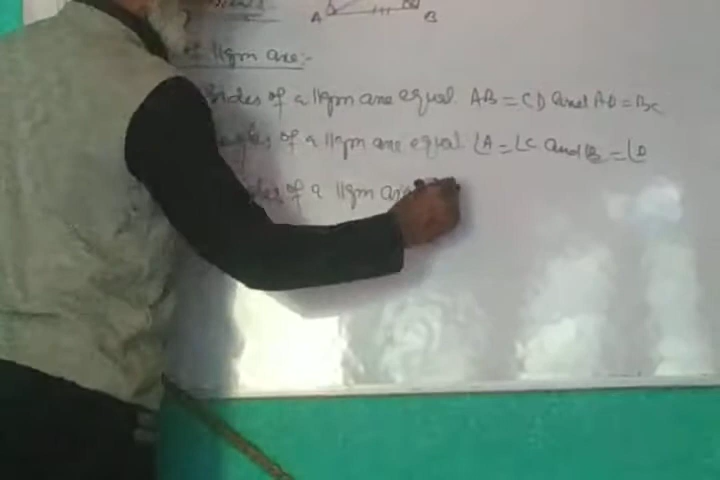 A B
of 11gm are:-
Sides of a 11gm are equal. AB = CD and AD = BC
Angles of a 11gm are equal. ∠A = ∠C and B = ∠D
of a 11gm are